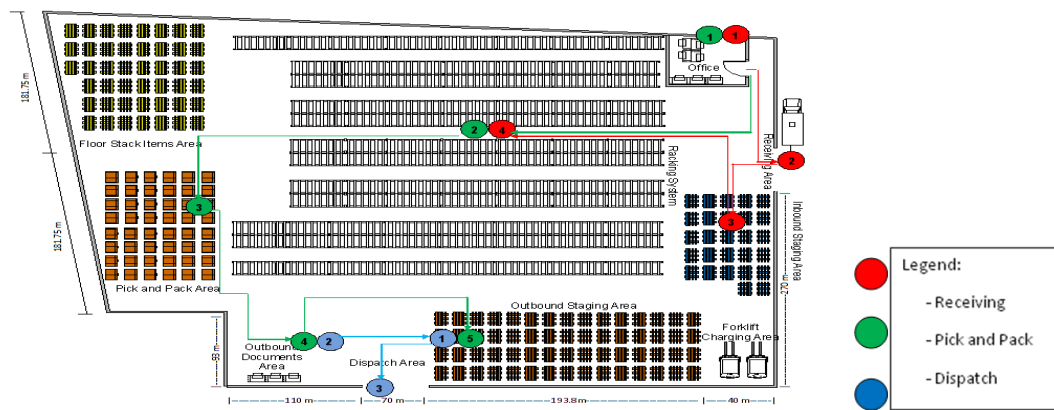 1
1
Office
181.75 m
2
4
Floor Stack Items Area
Receiving Area
2
Racking System
3
3
Inbound Staging Area
181.75 m
270 m
Legend:
- Receiving
- Pick and Pack
- Dispatch
Pick and Pack Area
Outbound Staging Area
4
2
1
5
Forklift
Charging Area
93 m
Outbound
Documents
Area
Dispatch Area
3
110 m
70 m
193.8m
40 m